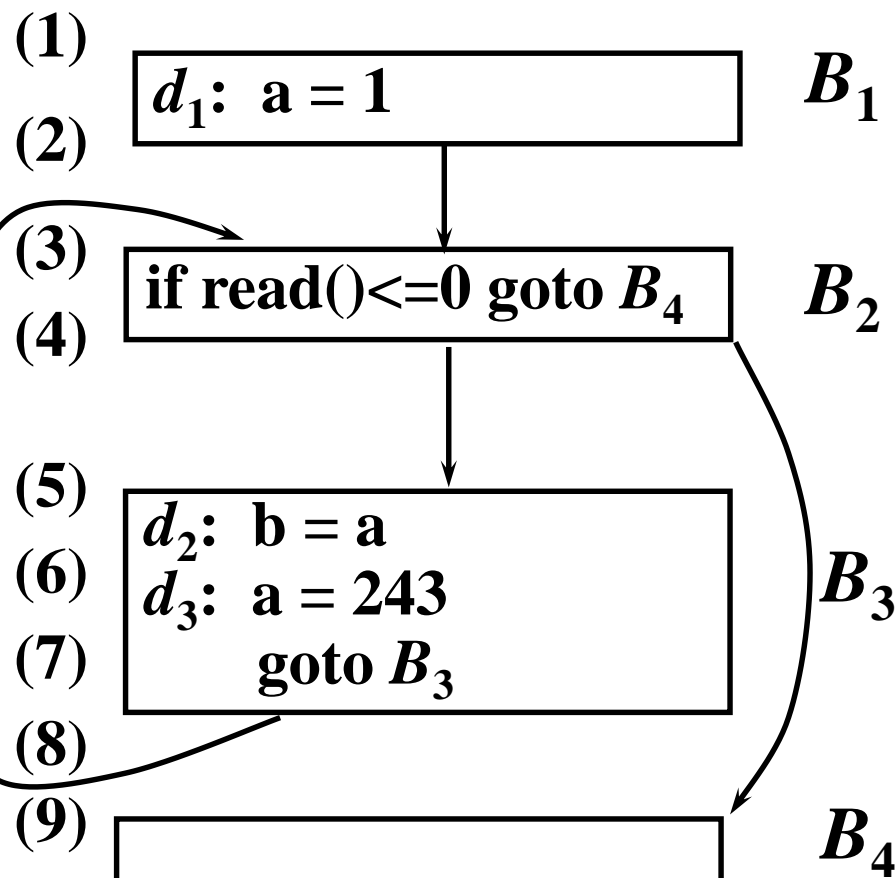 (1)
d₁: a = 1 B₁
(2)
(3)
if read()<=0 goto B₄ B₂
(4)
(5)
d₂: b = a
(6) d₃: a = 243 B₃
(7) goto B₃
(8)
(9)
B₄